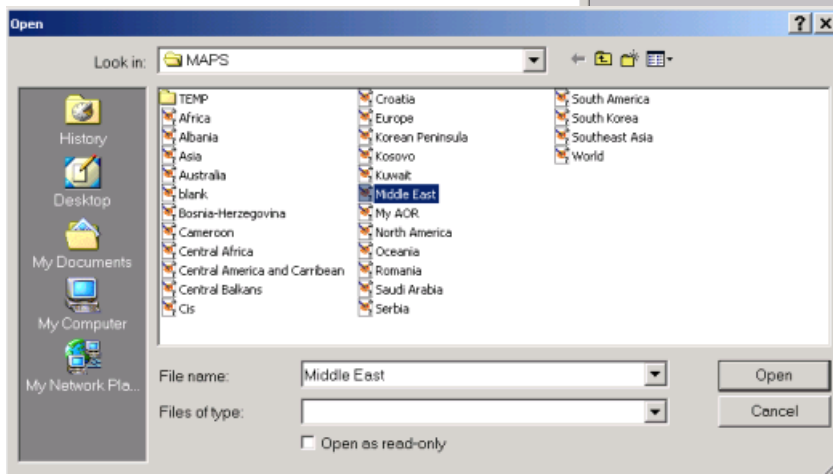 Open
Look in: MAPS
History
Desktop
My Documents
My Computer
My Network Pla...
TEMP
Africa
Albania
Asia
Australia
blank
Bosnia-Herzegovina
Cameroon
Central Africa
Central America and Carribean
Central Balkans
Cis
Croatia
Europe
Korean Peninsula
Kosovo
Kuwait
Middle East
My AOR
North America
Oceania
Romania
Saudi Arabia
Serbia
South America
South Korea
Southeast Asia
World
File name: Middle East
Open
Files of type:
Cancel
Open as read-only